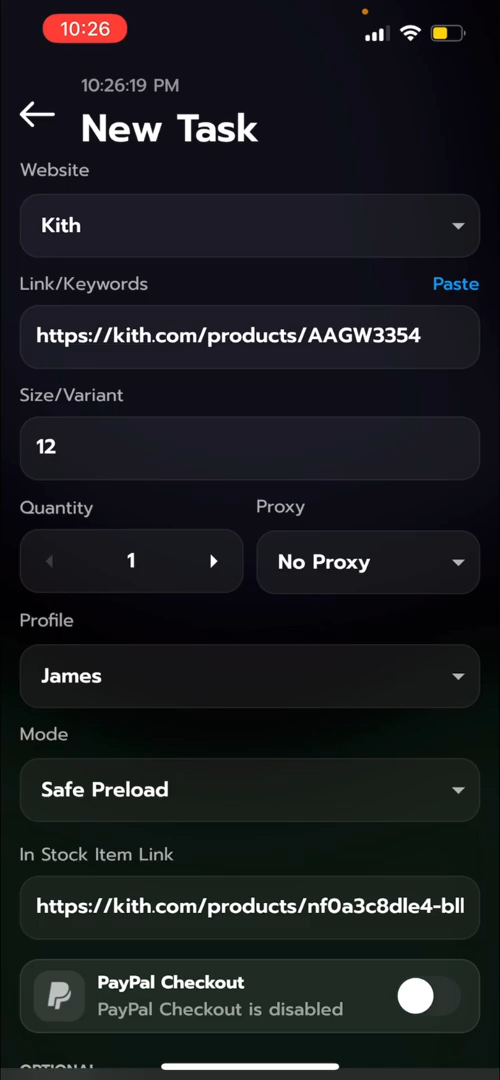 10:26
10:26:19 PM
New Task
Website
Kith
Link/Keywords
Paste
https://kith.com/products/AAGW3354
Size/Variant
12
Quantity
Proxy
1
No Proxy
Profile
James
Mode
Safe Preload
In Stock Item Link
https://kith.com/products/nf0a3c8dle4-bll
PayPal Checkout
PayPal Checkout is disabled
OPTIONAL